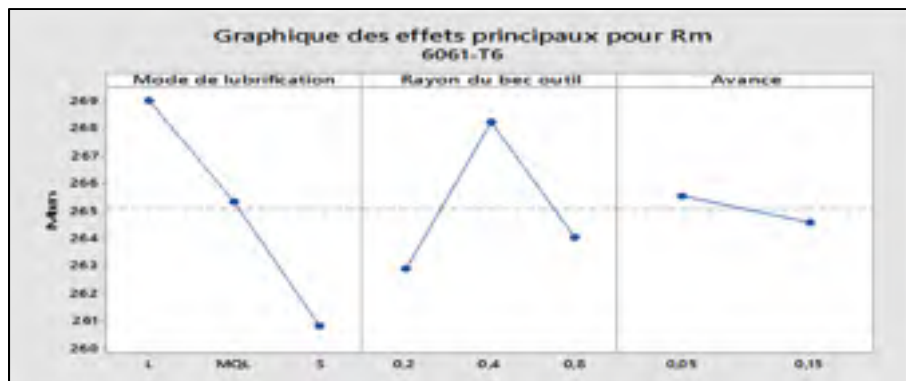 Graphique des effets principaux pour Rm
6061-T6
Mode de lubrification Rayon du bec outil Avance
269
268
267
266
265
264
263
262
261
260
L MQL S 0,2 0,4 0,8 0,05 0,15